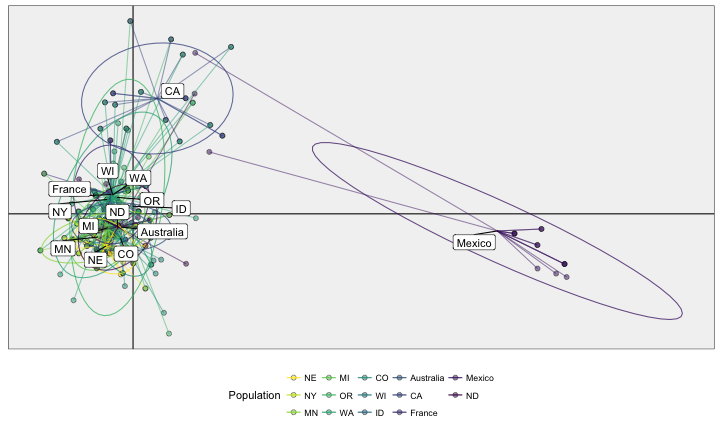 CA
WI
WA
France
OR
NY
ND
ID
MI
Australia
MN
NE
CO
Mexico
Population
NE MI CO Australia Mexico
NY OR WI CA ND
MN WA ID France